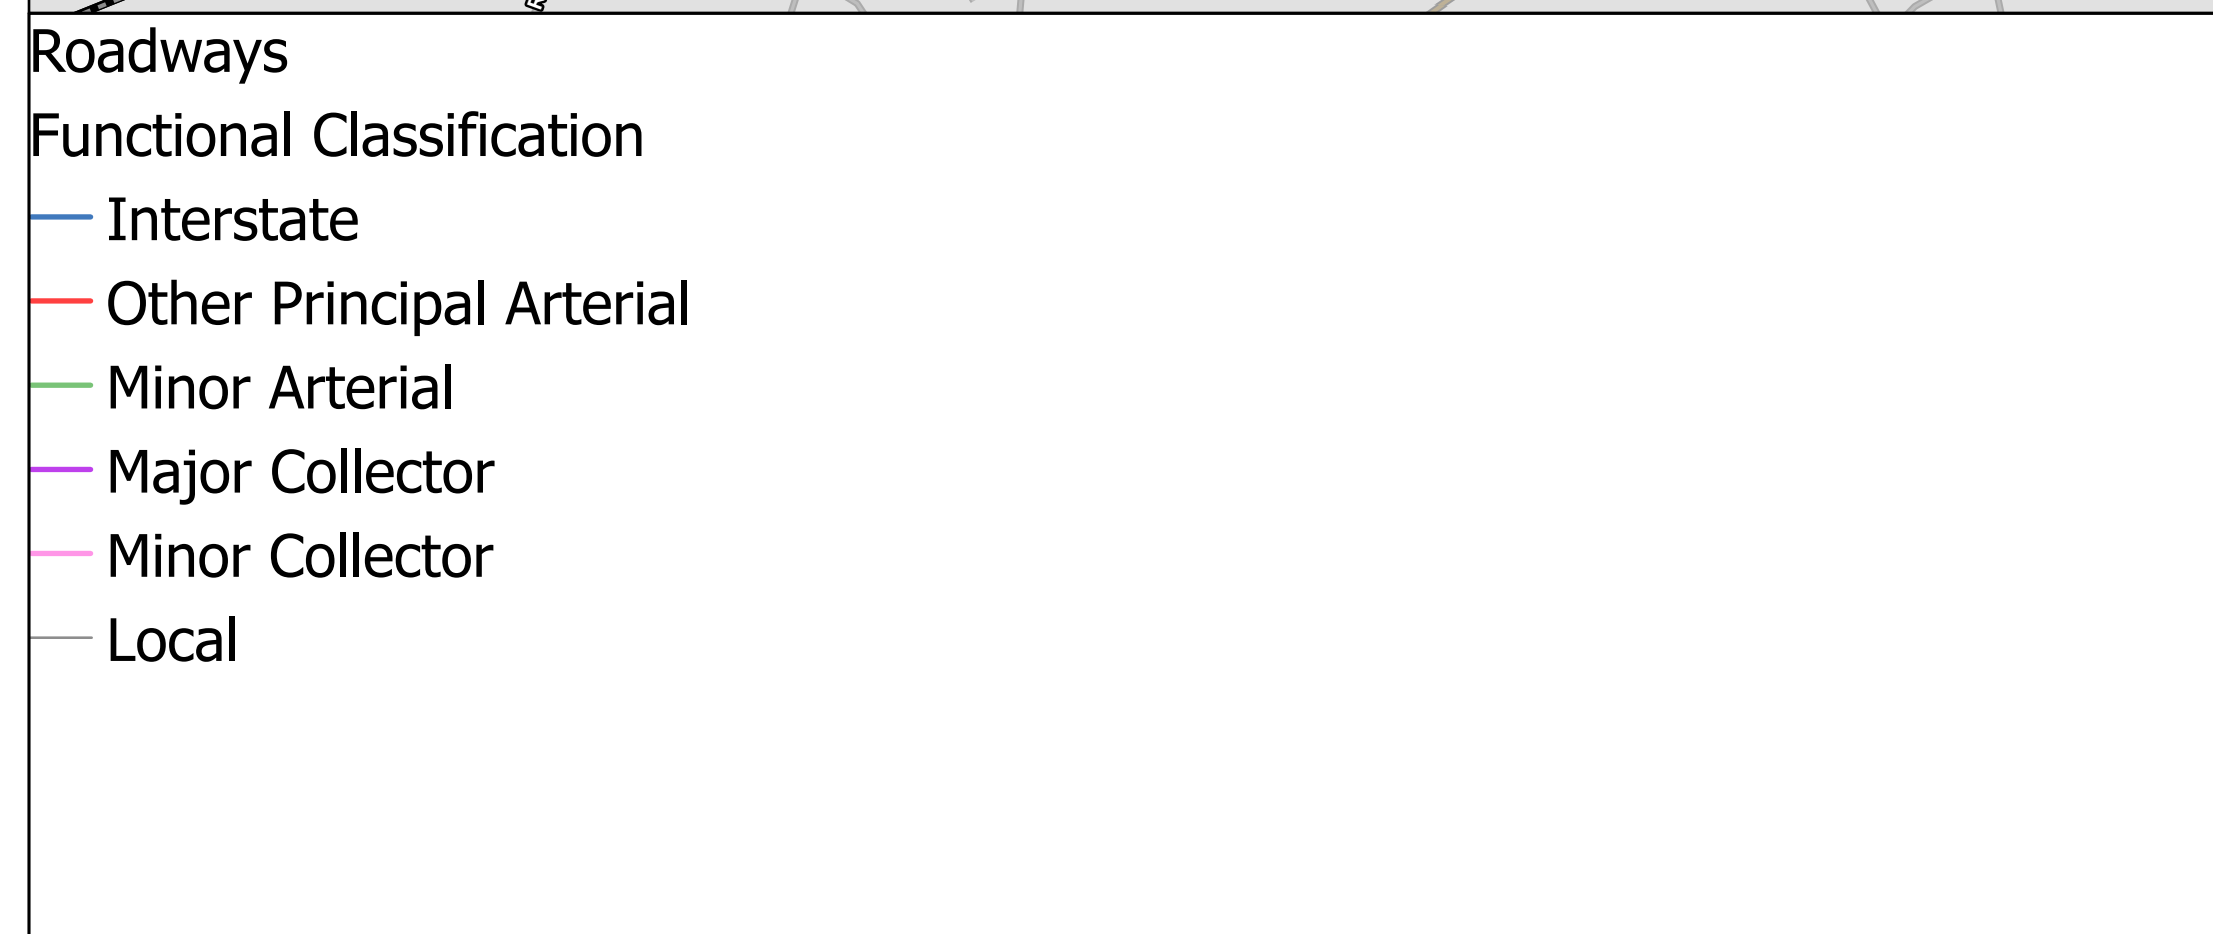 Roadways
Functional Classification
Interstate
Other Principal Arterial
Minor Arterial
Major Collector
Minor Collector
Local